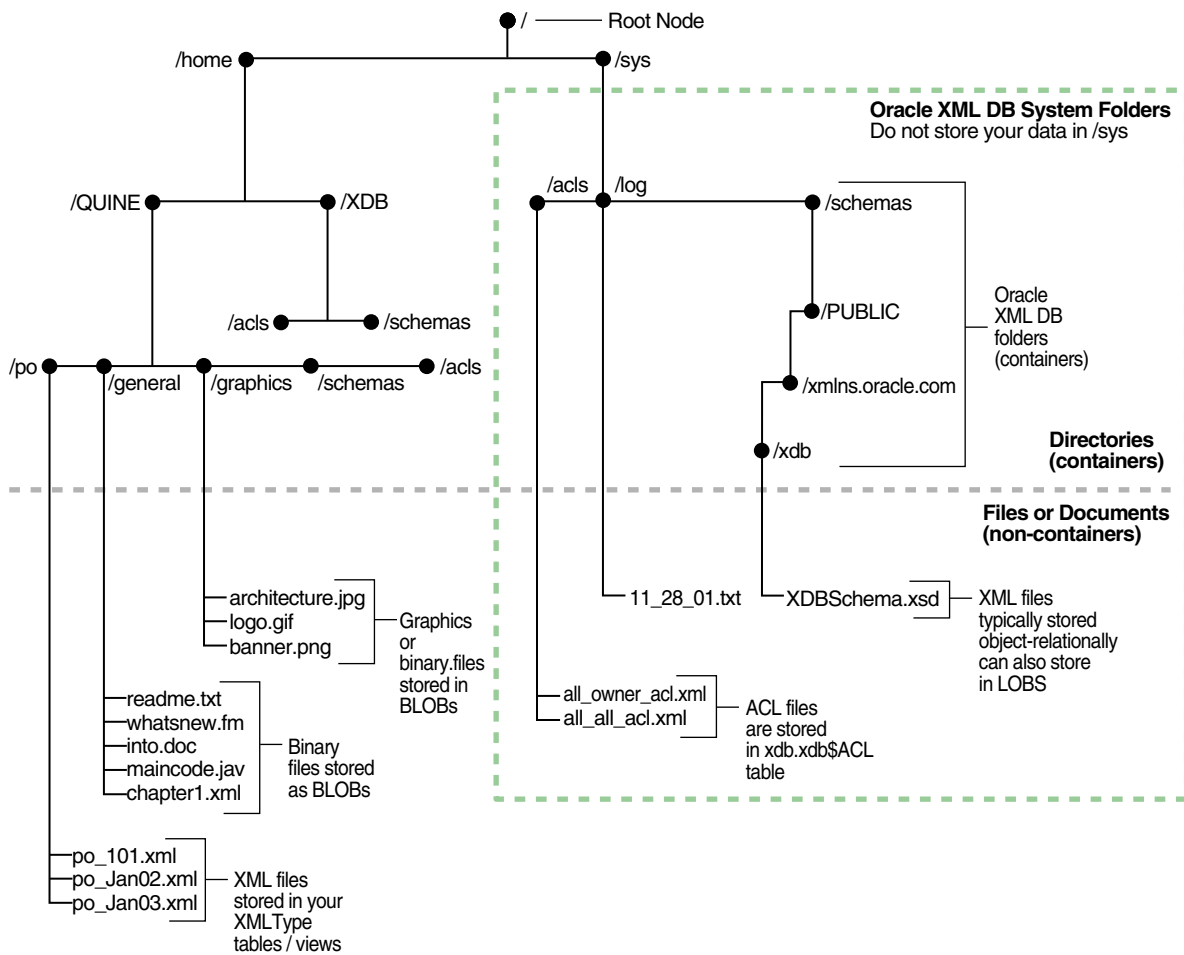 /
Root Node
/home
/sys
Oracle XML DB System Folders
Do not store your data in /sys
/acls
/log
/QUINE
/XDB
/schemas
/acls
/schemas
/PUBLIC
Oracle
XML DB
folders
(containers)
/po
/general
/graphics
/schemas
/acls
/xmlns.oracle.com
/xdb
Directories
(containers)
Files or Documents
(non-containers)
architecture.jpg
logo.gif
banner.png
Graphics
or
binary.files
stored in
BLOBs
11_28_01.txt
XDBSchema.xsd
XML files
typically stored
object-relationally
can also store
in LOBS
readme.txt
whatsnew.fm
into.doc
maincode.jav
chapter1.xml
Binary
files stored
as BLOBs
all_owner_acl.xml
all_all_acl.xml
ACL files
are stored
in xdb.xdb$ACL
table
po_101.xml
po_Jan02.xml
po_Jan03.xml
XML files
stored in your
XMLType
tables / views